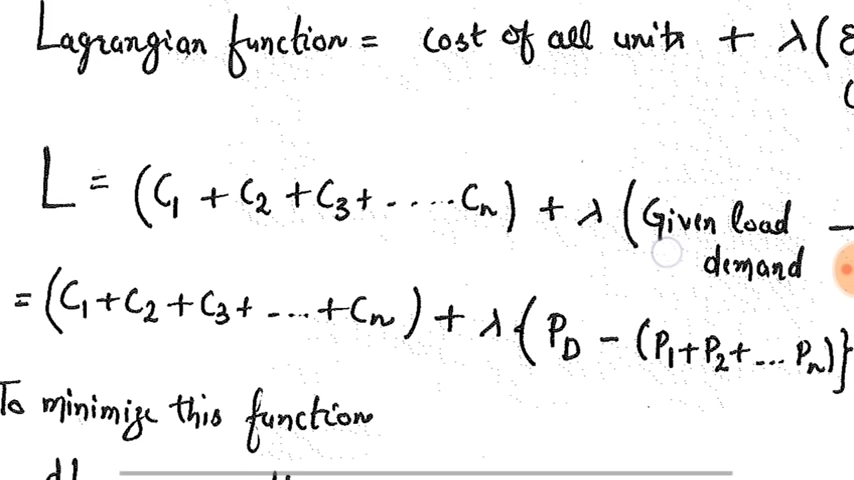 Lagrangian function = cost of all units + λ(
L = (C₁ + C₂ + C₃ + ..... Cₙ) + λ (Given load demand –
= (C₁ + C₂ + C₃ + .... + Cₙ) + λ { P_D – (P₁+P₂+... Pₙ)}
To minimize this function